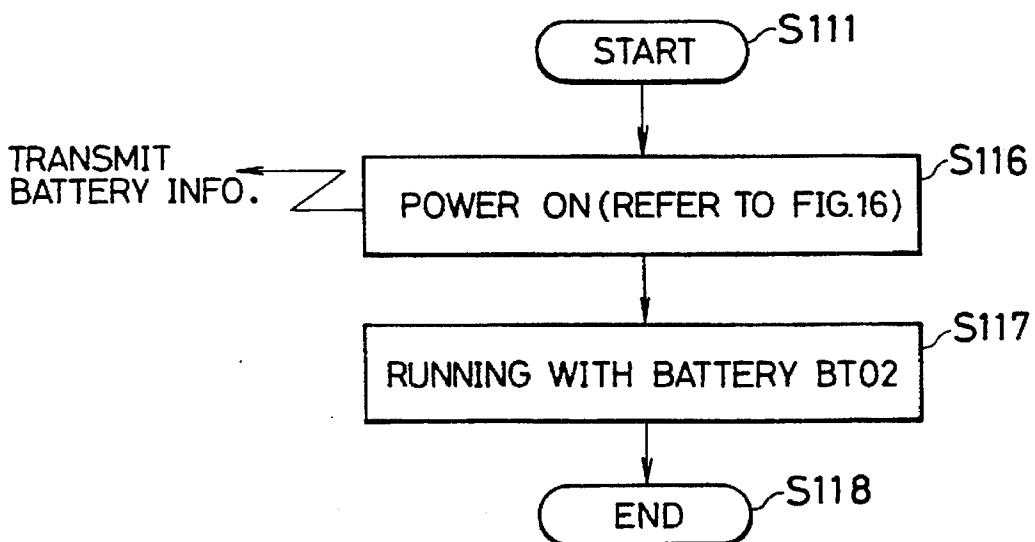 START
S111
TRANSMIT
BATTERY INFO.
POWER ON (REFER TO FIG.16)
S116
RUNNING WITH BATTERY BT02
S117
END
S118